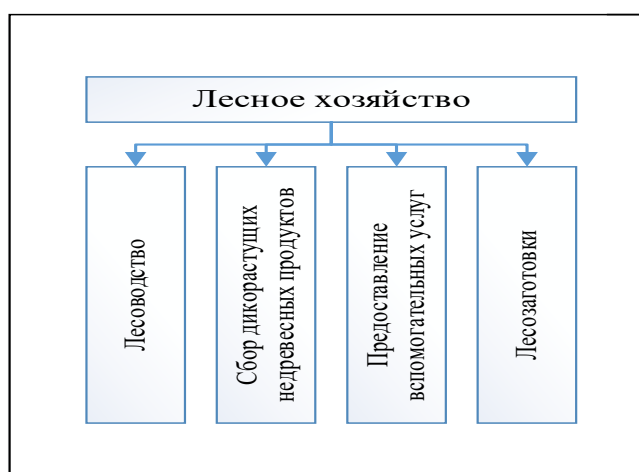 Лесное хозяйство
Лесоводство
Сбор дикорастущих
недревесных продуктов
Предоставление
вспомогательных услуг
Лесозаготовки